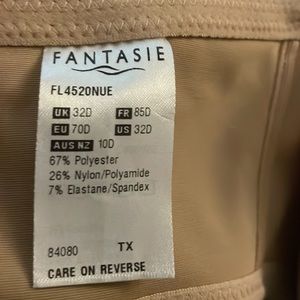 FANTASIE
FL4520NUE
UK 32D FR 85D
EU 70D US 32D
AUS NZ 10D
67% Polyester
26% Nylon/Polyamide
7% Elastane/Spandex
84080 TX
CARE ON REVERSE